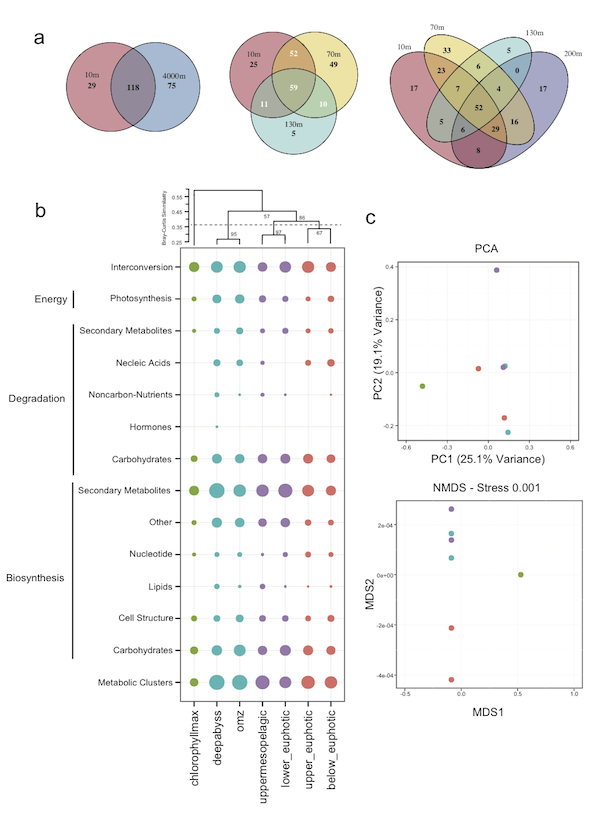 a
10m
29
118
4000m
75
10m
25
52
70m
49
59
11
10
130m
5
70m
130m
10m
200m
33
5
23
6
0
17
7
4
17
52
5
6
29
16
8
b
Bray-Curtis Similarity
0.55
0.45
0.35
0.25
57
86
95
97
67
Interconversion
Energy
Photosynthesis
Degradation
Secondary Metabolites
Necleic Acids
Noncarbon-Nutrients
Hormones
Carbohydrates
Biosynthesis
Secondary Metabolites
Other
Nucleotide
Lipids
Cell Structure
Carbohydrates
Metabolic Clusters
chlorophyllmax
deepabyss
omz
uppermesopelagic
lower_euphotic
upper_euphotic
below_euphotic
c
PCA
PC2 (19.1% Variance)
0.4
0.2
0.0
-0.2
-0.6
-0.3
0.0
0.3
0.6
PC1 (25.1% Variance)
NMDS - Stress 0.001
MDS2
2e-04
0e+00
-2e-04
-4e-04
-0.5
0.0
0.5
1.0
MDS1